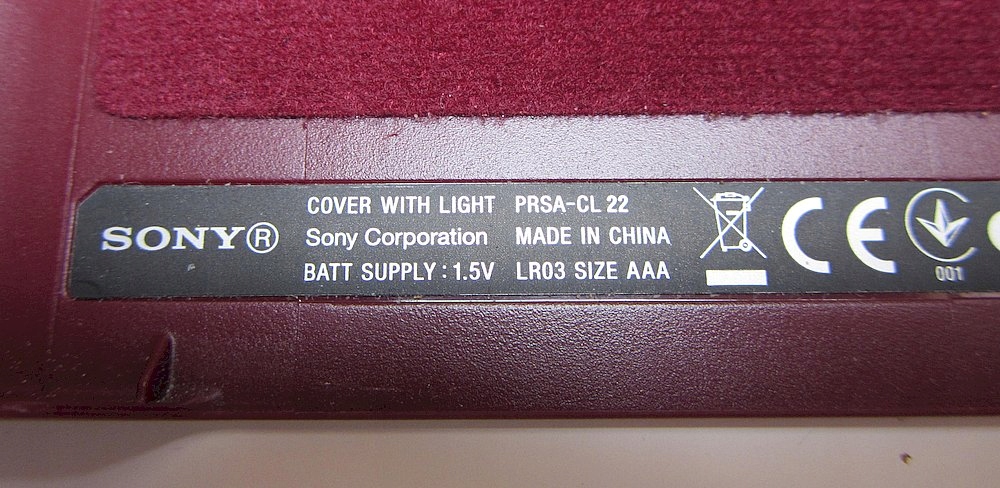 SONY®
COVER WITH LIGHT PRSA-CL 22
Sony Corporation MADE IN CHINA
BATT SUPPLY : 1.5V LR03 SIZE AAA
CE
001